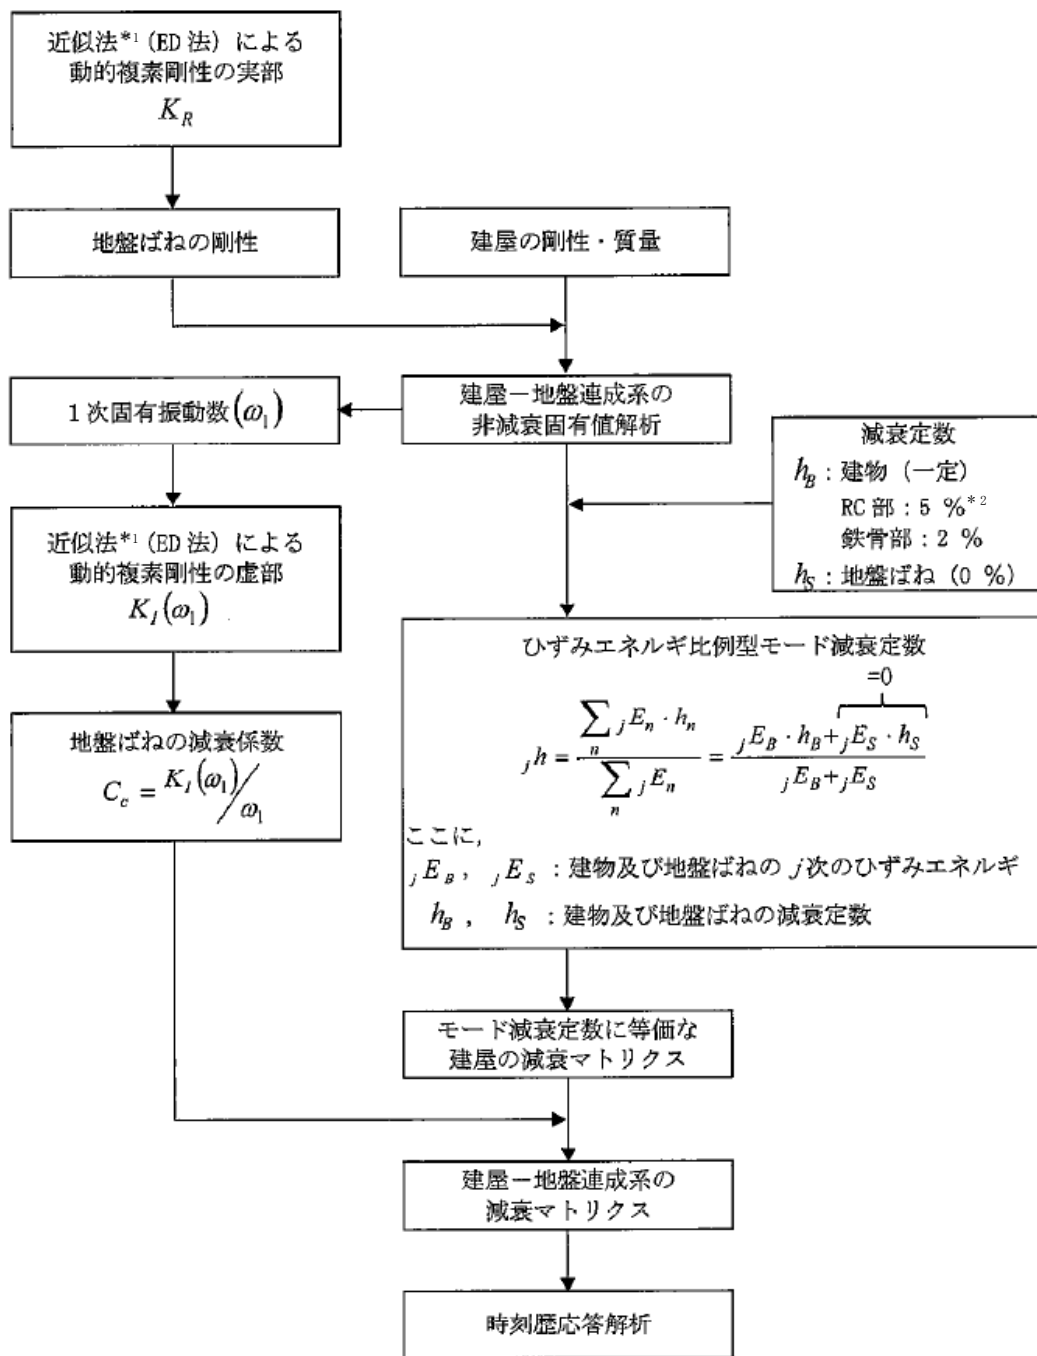 近似法*1（ED法）による
動的複素剛性の実部
K_R
地盤ばねの剛性
建屋の剛性・質量
建屋－地盤連成系の
非減衰固有値解析
1次固有振動数(ω₁)
減衰定数
h_B：建物（一定）
RC部：5 %*2
鉄骨部：2 %
h_S：地盤ばね（0 %）
近似法*1（ED法）による
動的複素剛性の虚部
K_I(ω₁)
地盤ばねの減衰係数
C_c = K_I(ω₁)/ω₁
ひずみエネルギ比例型モード減衰定数
=0
_jh = Σ_n _jE_n・h_n / Σ_n _jE_n = (_jE_B・h_B+_jE_S・h_S) / (_jE_B+_jE_S)
ここに，
_jE_B， _jE_S ：建物及び地盤ばねのj次のひずみエネルギ
h_B ， h_S ：建物及び地盤ばねの減衰定数
モード減衰定数に等価な
建屋の減衰マトリクス
建屋－地盤連成系の
減衰マトリクス
時刻歴応答解析